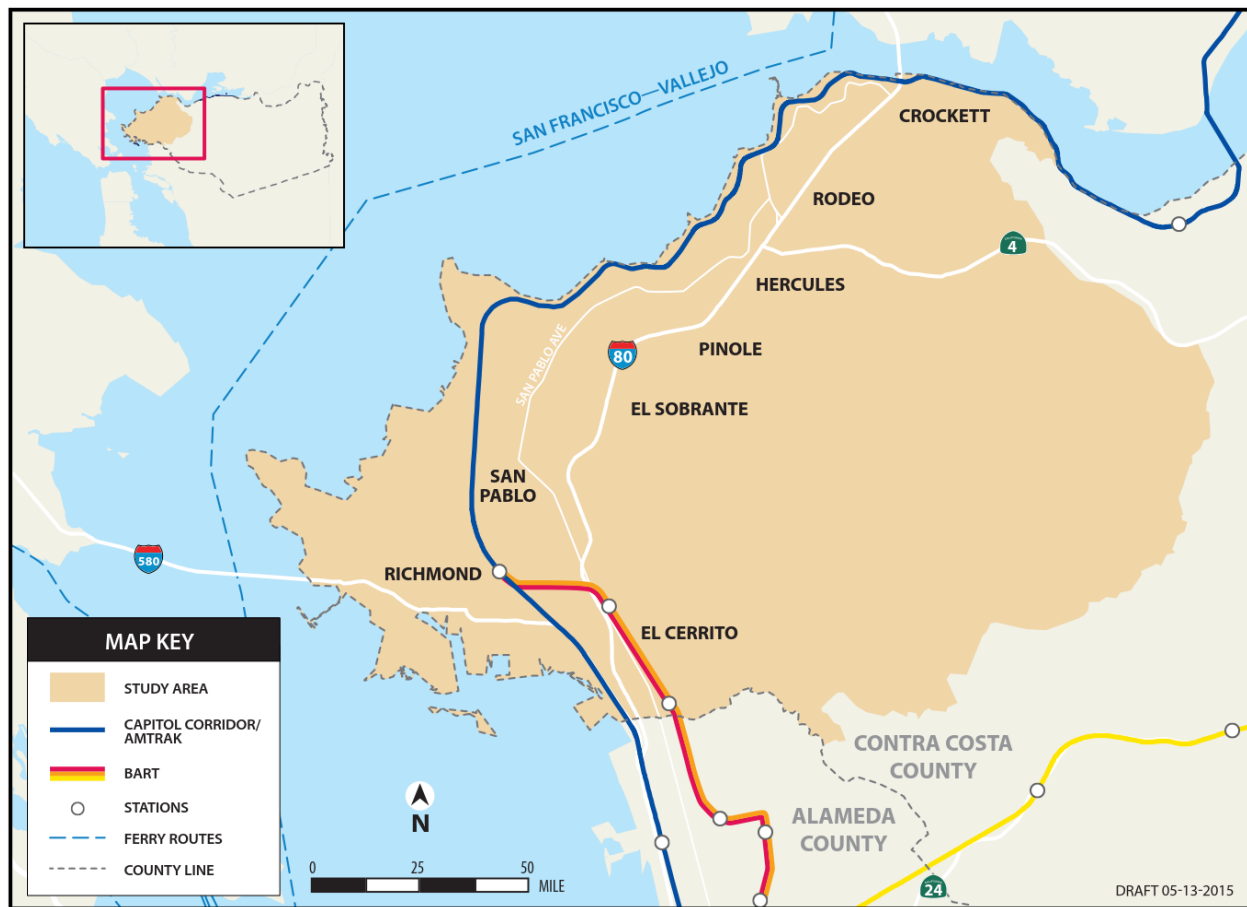 SAN FRANCISCO—VALLEJO
CROCKETT
RODEO
4
HERCULES
SAN PABLO AVE
80
PINOLE
EL SOBRANTE
SAN
PABLO
580
RICHMOND
EL CERRITO
MAP KEY
STUDY AREA
CAPITOL CORRIDOR/
AMTRAK
BART
STATIONS
FERRY ROUTES
COUNTY LINE
N
0 25 50
MILE
CONTRA COSTA
COUNTY
ALAMEDA
COUNTY
24
DRAFT 05-13-2015